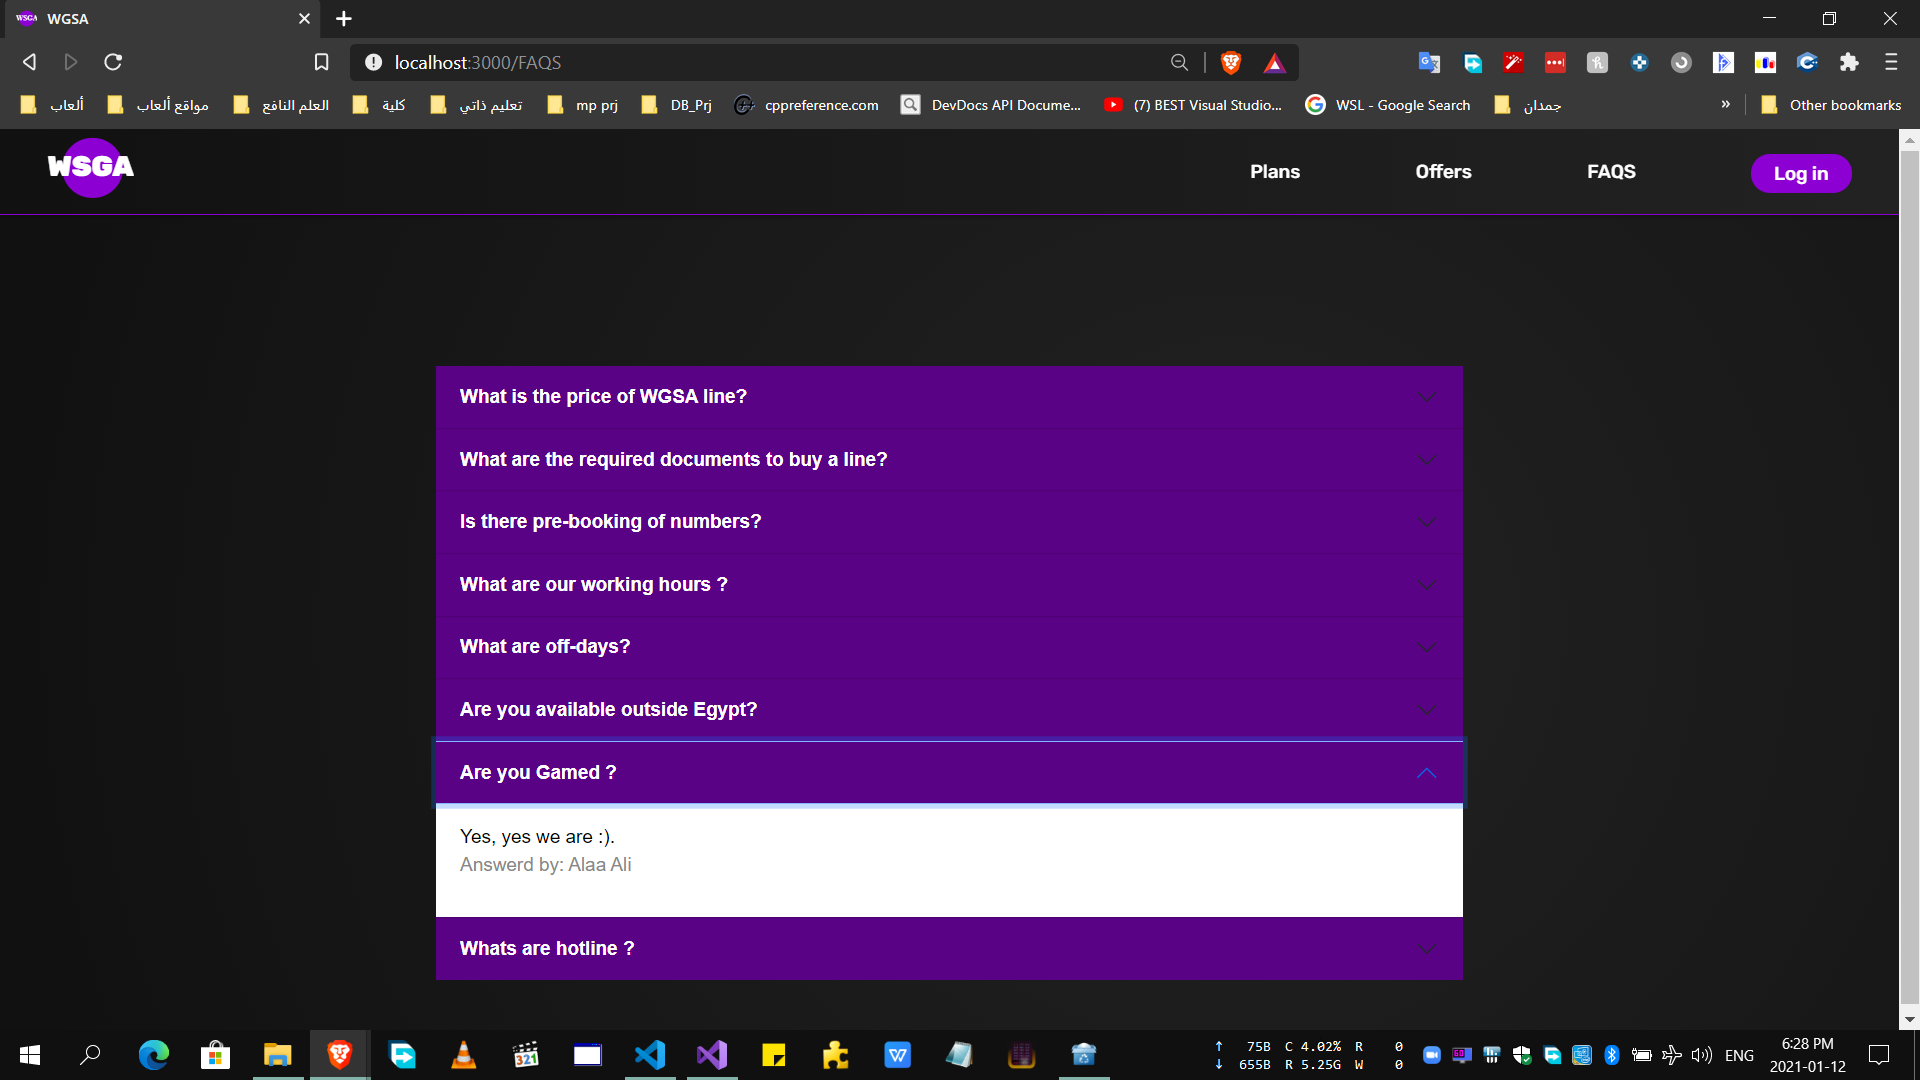 WSGA WGSA
localhost:3000/FAQS
ألعاب
مواقع ألعاب
العلم النافع
كلية
تعليم ذاتي
mp prj
DB_Prj
cppreference.com
DevDocs API Docume...
(7) BEST Visual Studio...
WSL - Google Search
جمدان
»
Other bookmarks
WSGA
Plans
Offers
FAQS
Log in
What is the price of WGSA line?
What are the required documents to buy a line?
Is there pre-booking of numbers?
What are our working hours ?
What are off-days?
Are you available outside Egypt?
Are you Gamed ?
Yes, yes we are :).
Answerd by: Alaa Ali
Whats are hotline ?
321
↑ 75B C 4.02% R 0
↓ 655B R 5.25G W 0
ENG
6:28 PM
2021-01-12